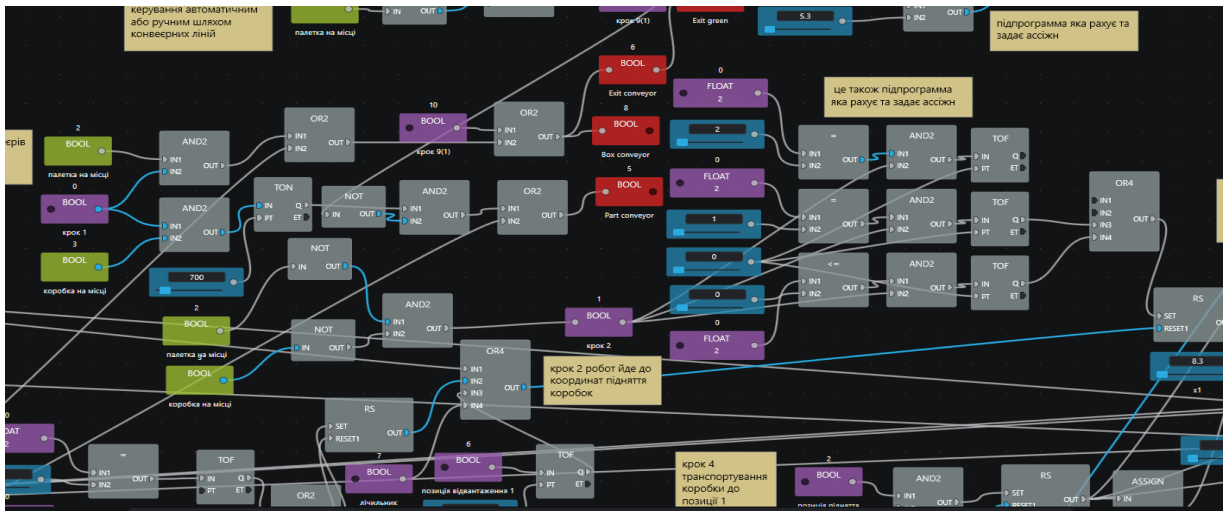 керування автоматичним
або ручним шляхом
конвеєрних ліній
IN
OUT
палетка на місці
крок 9(1)
Exit green
5.3
IN1
IN2
OUT
підпрограмма яка рахує та
задає ассіжн
6
BOOL
Exit conveyor
0
FLOAT
2
це також підпрограмма
яка рахує та задає ассіжн
10
BOOL
крок 9(1)
OR2
IN1
IN2
OUT
OR2
IN1
IN2
OUT
8
BOOL
Box conveyor
2
=
IN1
IN2
OUT
AND2
IN1
IN2
OUT
TOF
IN
PT
Q
ET
єрів
2
BOOL
палетка на місці
AND2
IN1
IN2
OUT
0
BOOL
крок 1
AND2
IN1
IN2
OUT
3
BOOL
коробка на місці
TON
IN
PT
Q
ET
NOT
IN
OUT
AND2
IN1
IN2
OUT
OR2
IN1
IN2
OUT
5
BOOL
Part conveyor
0
FLOAT
2
1
=
IN1
IN2
OUT
AND2
IN1
IN2
OUT
TOF
IN
PT
Q
ET
OR4
IN1
IN2
IN3
IN4
OUT
700
NOT
IN
OUT
0
0
<=
IN1
IN2
OUT
AND2
IN1
IN2
OUT
TOF
IN
PT
Q
ET
2
BOOL
палетка на місці
BOOL
коробка на місці
NOT
IN
OUT
AND2
IN1
IN2
OUT
1
BOOL
крок 2
0
FLOAT
2
RS
SET
RESET1
8.3
x1
OR4
IN1
IN2
IN3
IN4
OUT
крок 2 робот йде до
координат підняття
коробок
RS
SET
RESET1
OUT
2
=
IN1
IN2
OUT
TOF
IN
PT
Q
ET
OR2
7
BOOL
лічильник
6
BOOL
позиція відвантаження 1
TOF
IN
PT
Q
ET
крок 4
транспортування
коробки до
позиції 1
2
BOOL
позиція підняття
AND2
IN1
OUT
RS
SET
RESET1
OUT
ASSIGN
IN